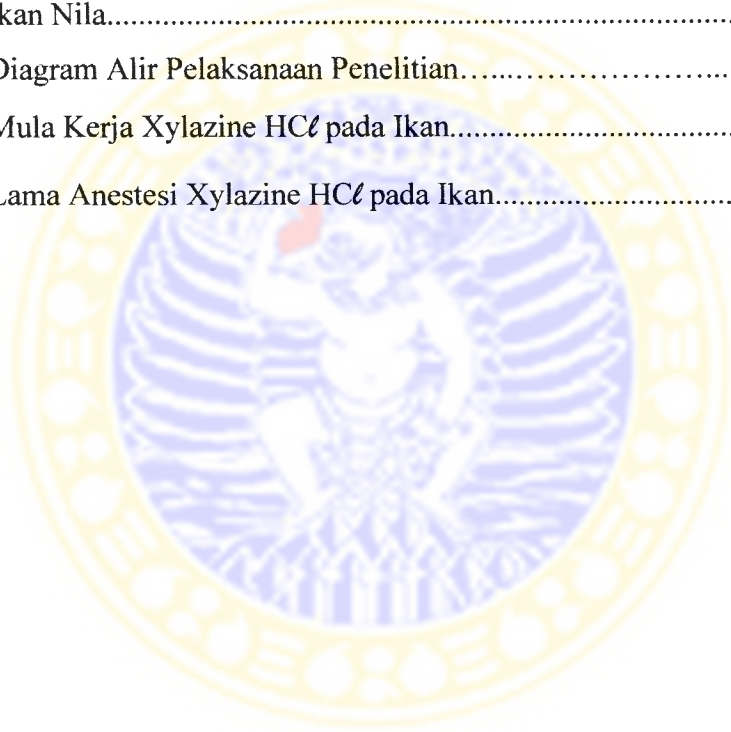 kan Nila....................................................................................
Diagram Alir Pelaksanaan Penelitian..................................
Mula Kerja Xylazine HCℓ pada Ikan....................................
Lama Anestesi Xylazine HCℓ pada Ikan..............................